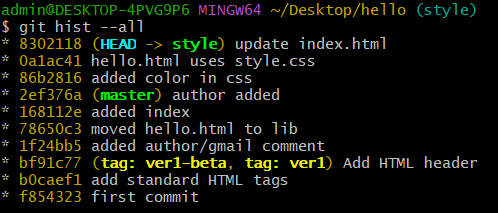 admin@DESKTOP-4PVG9P6 MINGW64 ~/Desktop/hello (style)
$ git hist --all
* 8302118 (HEAD -> style) update index.html
* 0a1ac41 hello.html uses style.css
* 86b2816 added color in css
* 2ef376a (master) author added
* 168112e added index
* 78650c3 moved hello.html to lib
* 1f24bb5 added author/gmail comment
* bf91c77 (tag: ver1-beta, tag: ver1) Add HTML header
* b0caef1 add standard HTML tags
* f854323 first commit